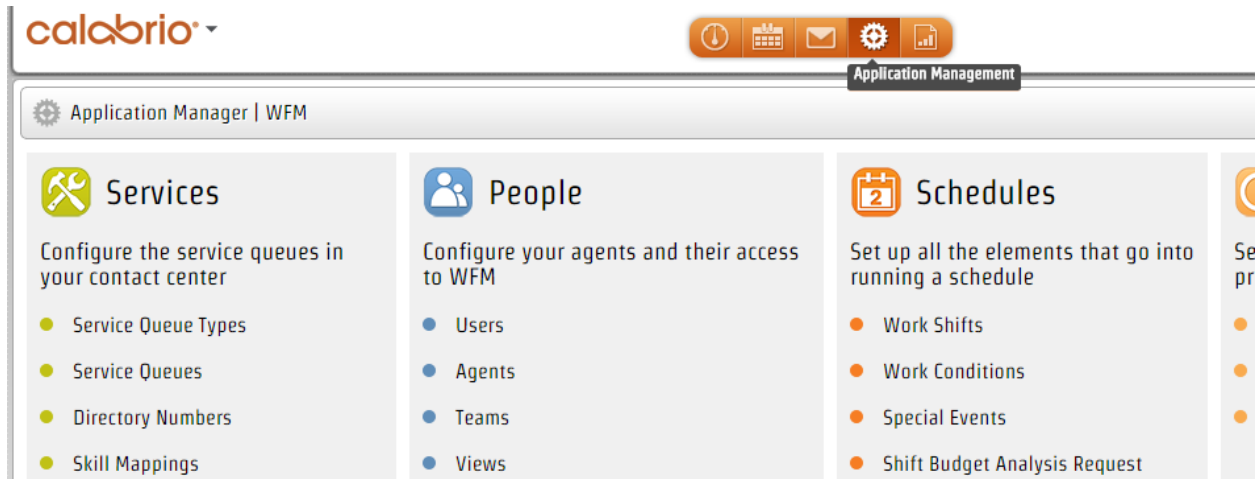 calabrio
Application Management
Application Manager | WFM
Services
Configure the service queues in
your contact center
Service Queue Types
Service Queues
Directory Numbers
Skill Mappings
People
Configure your agents and their access
to WFM
Users
Agents
Teams
Views
2
Schedules
Set up all the elements that go into
running a schedule
Work Shifts
Work Conditions
Special Events
Shift Budget Analysis Request
Se
pr